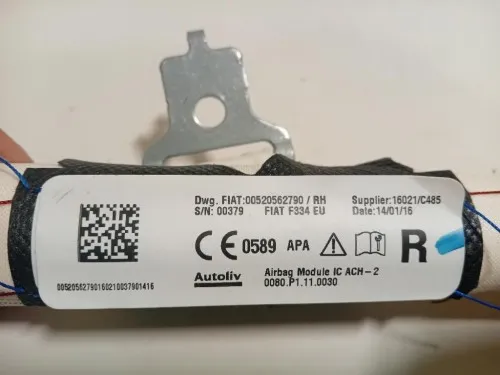 Dwg. FIAT:00520562790 / RH Supplier:16021/C485
S/N: 00379 FIAT F334 EU Date:14/01/16
CE 0589 APA R
Autoliv Airbag Module IC ACH-2
0080.P1.11.0030
00520562790160210037901416